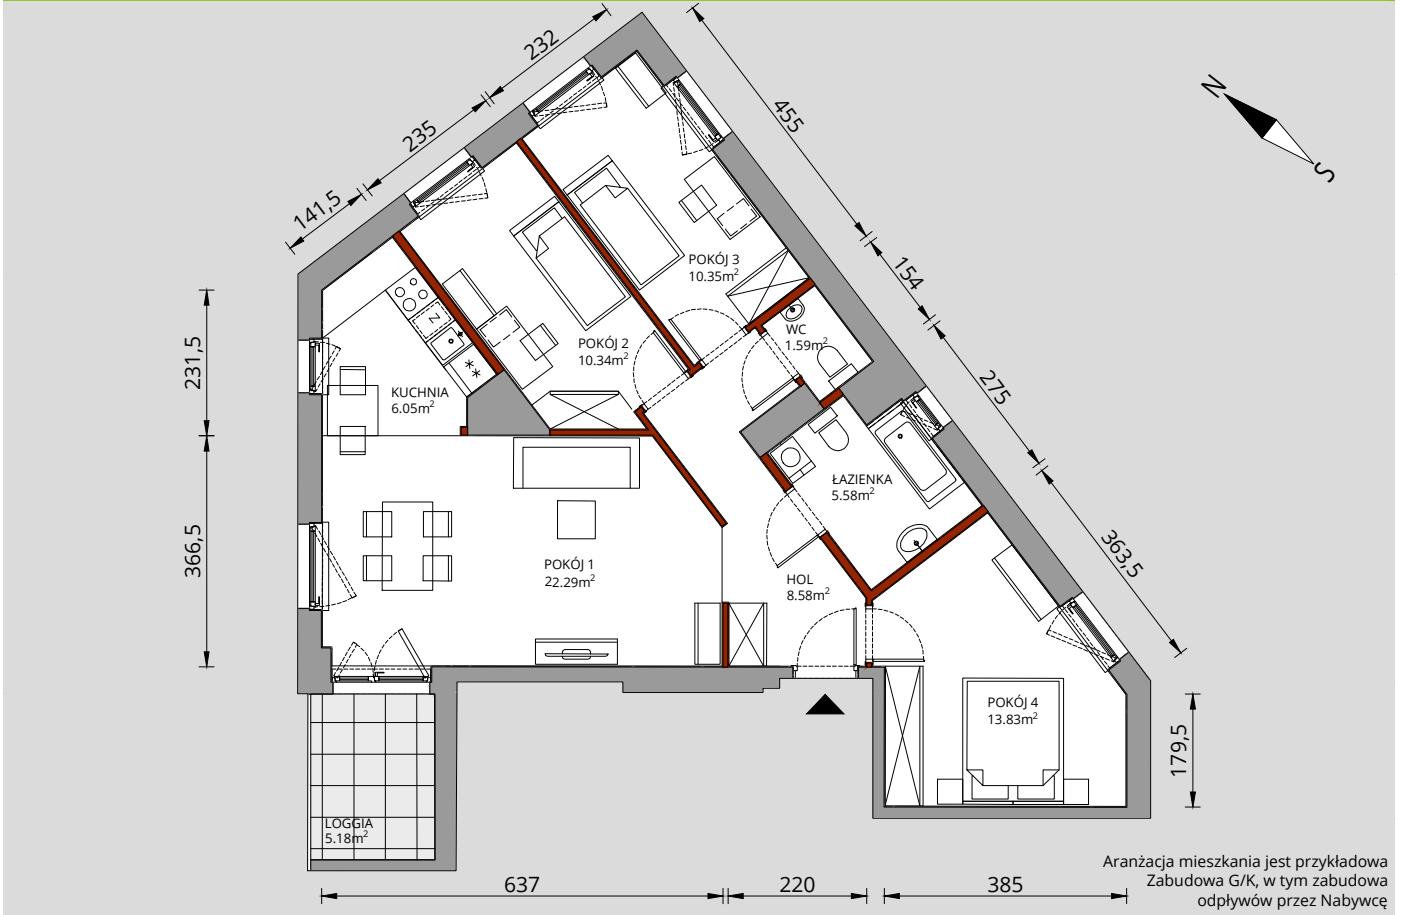 232
235
141,5
455
154
275
363,5
N
S
231,5
366,5
179,5
POKÓJ 3
10.35m²
WC
1.59m²
POKÓJ 2
10.34m²
Z
KUCHNIA
6.05m²
ŁAZIENKA
5.58m²
POKÓJ 1
22.29m²
HOL
8.58m²
POKÓJ 4
13.83m²
LOGGIA
5.18m²
637
220
385
Aranżacja mieszkania jest przykładowa
Zabudowa G/K, w tym zabudowa
odpływów przez Nabywcę